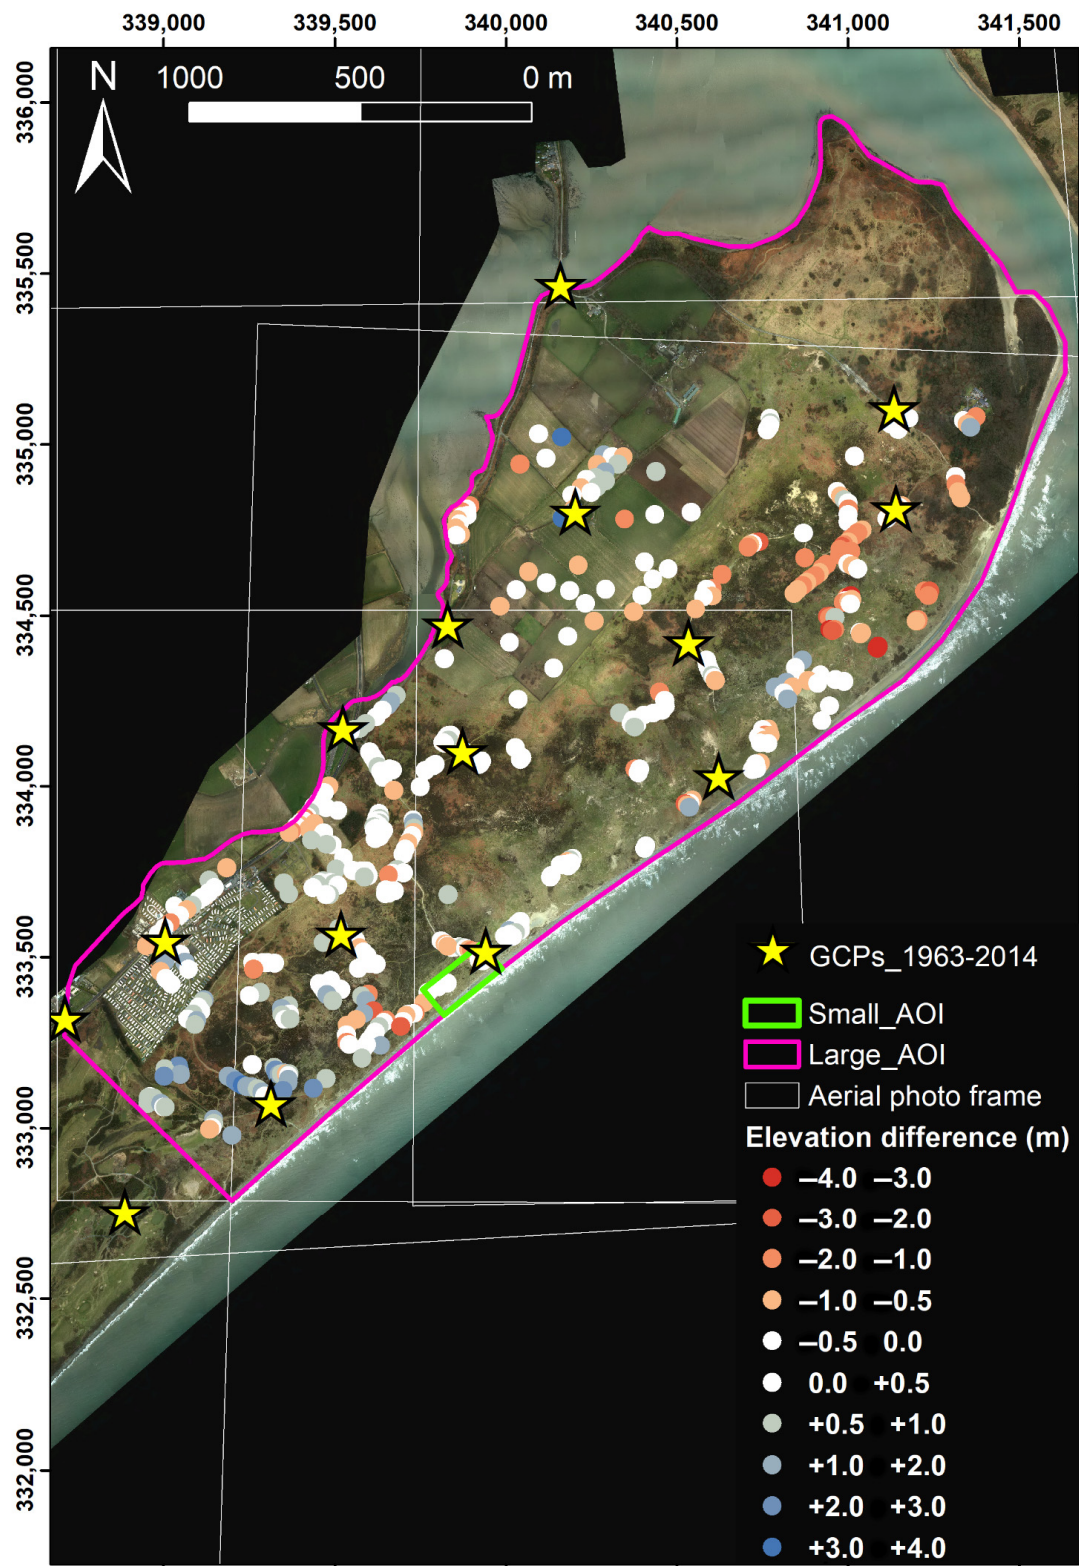 339,000 339,500 340,000 340,500 341,000 341,500
N
1000 500 0 m
336,000
335,500
335,000
334,500
334,000
333,500
333,000
332,500
332,000
GCPs_1963-2014
Small_AOI
Large_AOI
Aerial photo frame
Elevation difference (m)
–4.0 –3.0
–3.0 –2.0
–2.0 –1.0
–1.0 –0.5
–0.5 0.0
0.0 +0.5
+0.5 +1.0
+1.0 +2.0
+2.0 +3.0
+3.0 +4.0